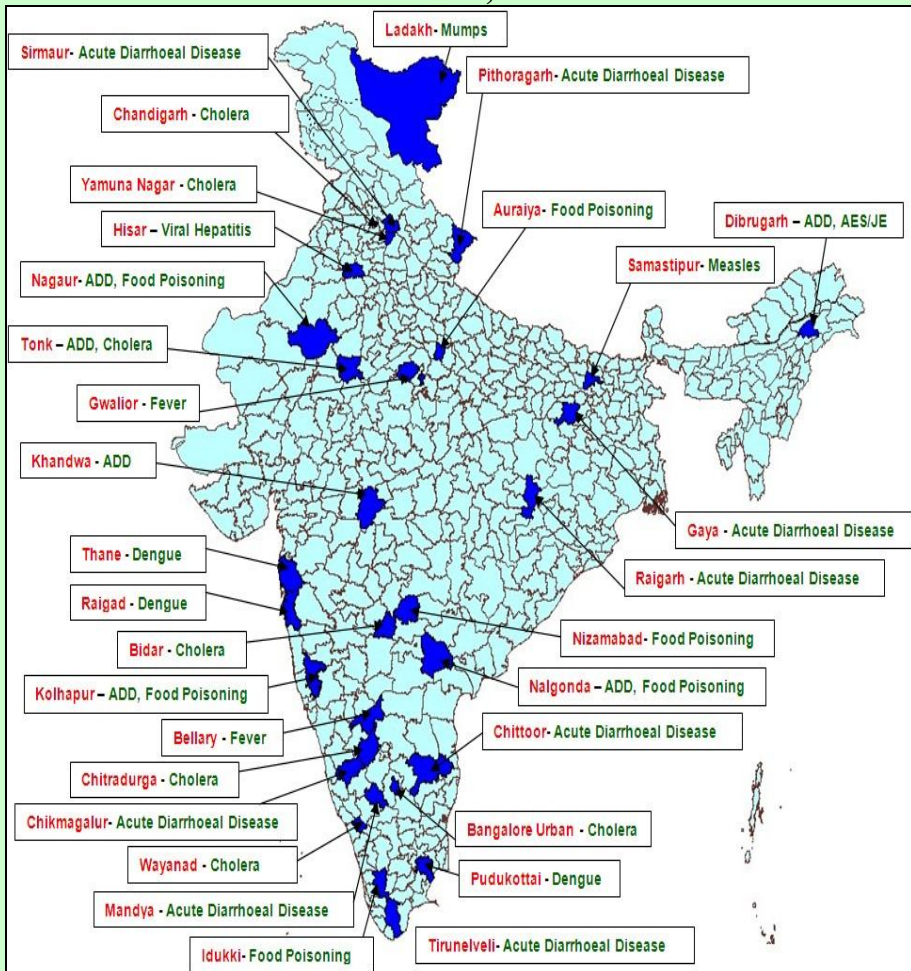 Ladakh- Mumps
Sirmaur- Acute Diarrhoeal Disease
Pithoragarh- Acute Diarrhoeal Disease
Chandigarh - Cholera
Yamuna Nagar - Cholera
Auraiya- Food Poisoning
Dibrugarh – ADD, AES/JE
Hisar – Viral Hepatitis
Samastipur- Measles
Nagaur- ADD, Food Poisoning
Tonk – ADD, Cholera
Gwalior - Fever
Khandwa - ADD
Gaya - Acute Diarrhoeal Disease
Thane - Dengue
Raigarh - Acute Diarrhoeal Disease
Raigad - Dengue
Bidar - Cholera
Nizamabad - Food Poisoning
Kolhapur – ADD, Food Poisoning
Nalgonda – ADD, Food Poisoning
Bellary - Fever
Chittoor- Acute Diarrhoeal Disease
Chitradurga - Cholera
Chikmagalur- Acute Diarrhoeal Disease
Bangalore Urban - Cholera
Wayanad - Cholera
Pudukottai - Dengue
Mandya - Acute Diarrhoeal Disease
Tirunelveli- Acute Diarrhoeal Disease
Idukki- Food Poisoning